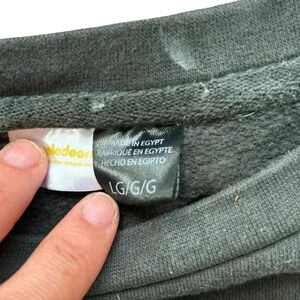 MADE IN EGYPT
FABRIQUÉ EN EGYPTE
HECHO EN EGIPTO
LG/G/G